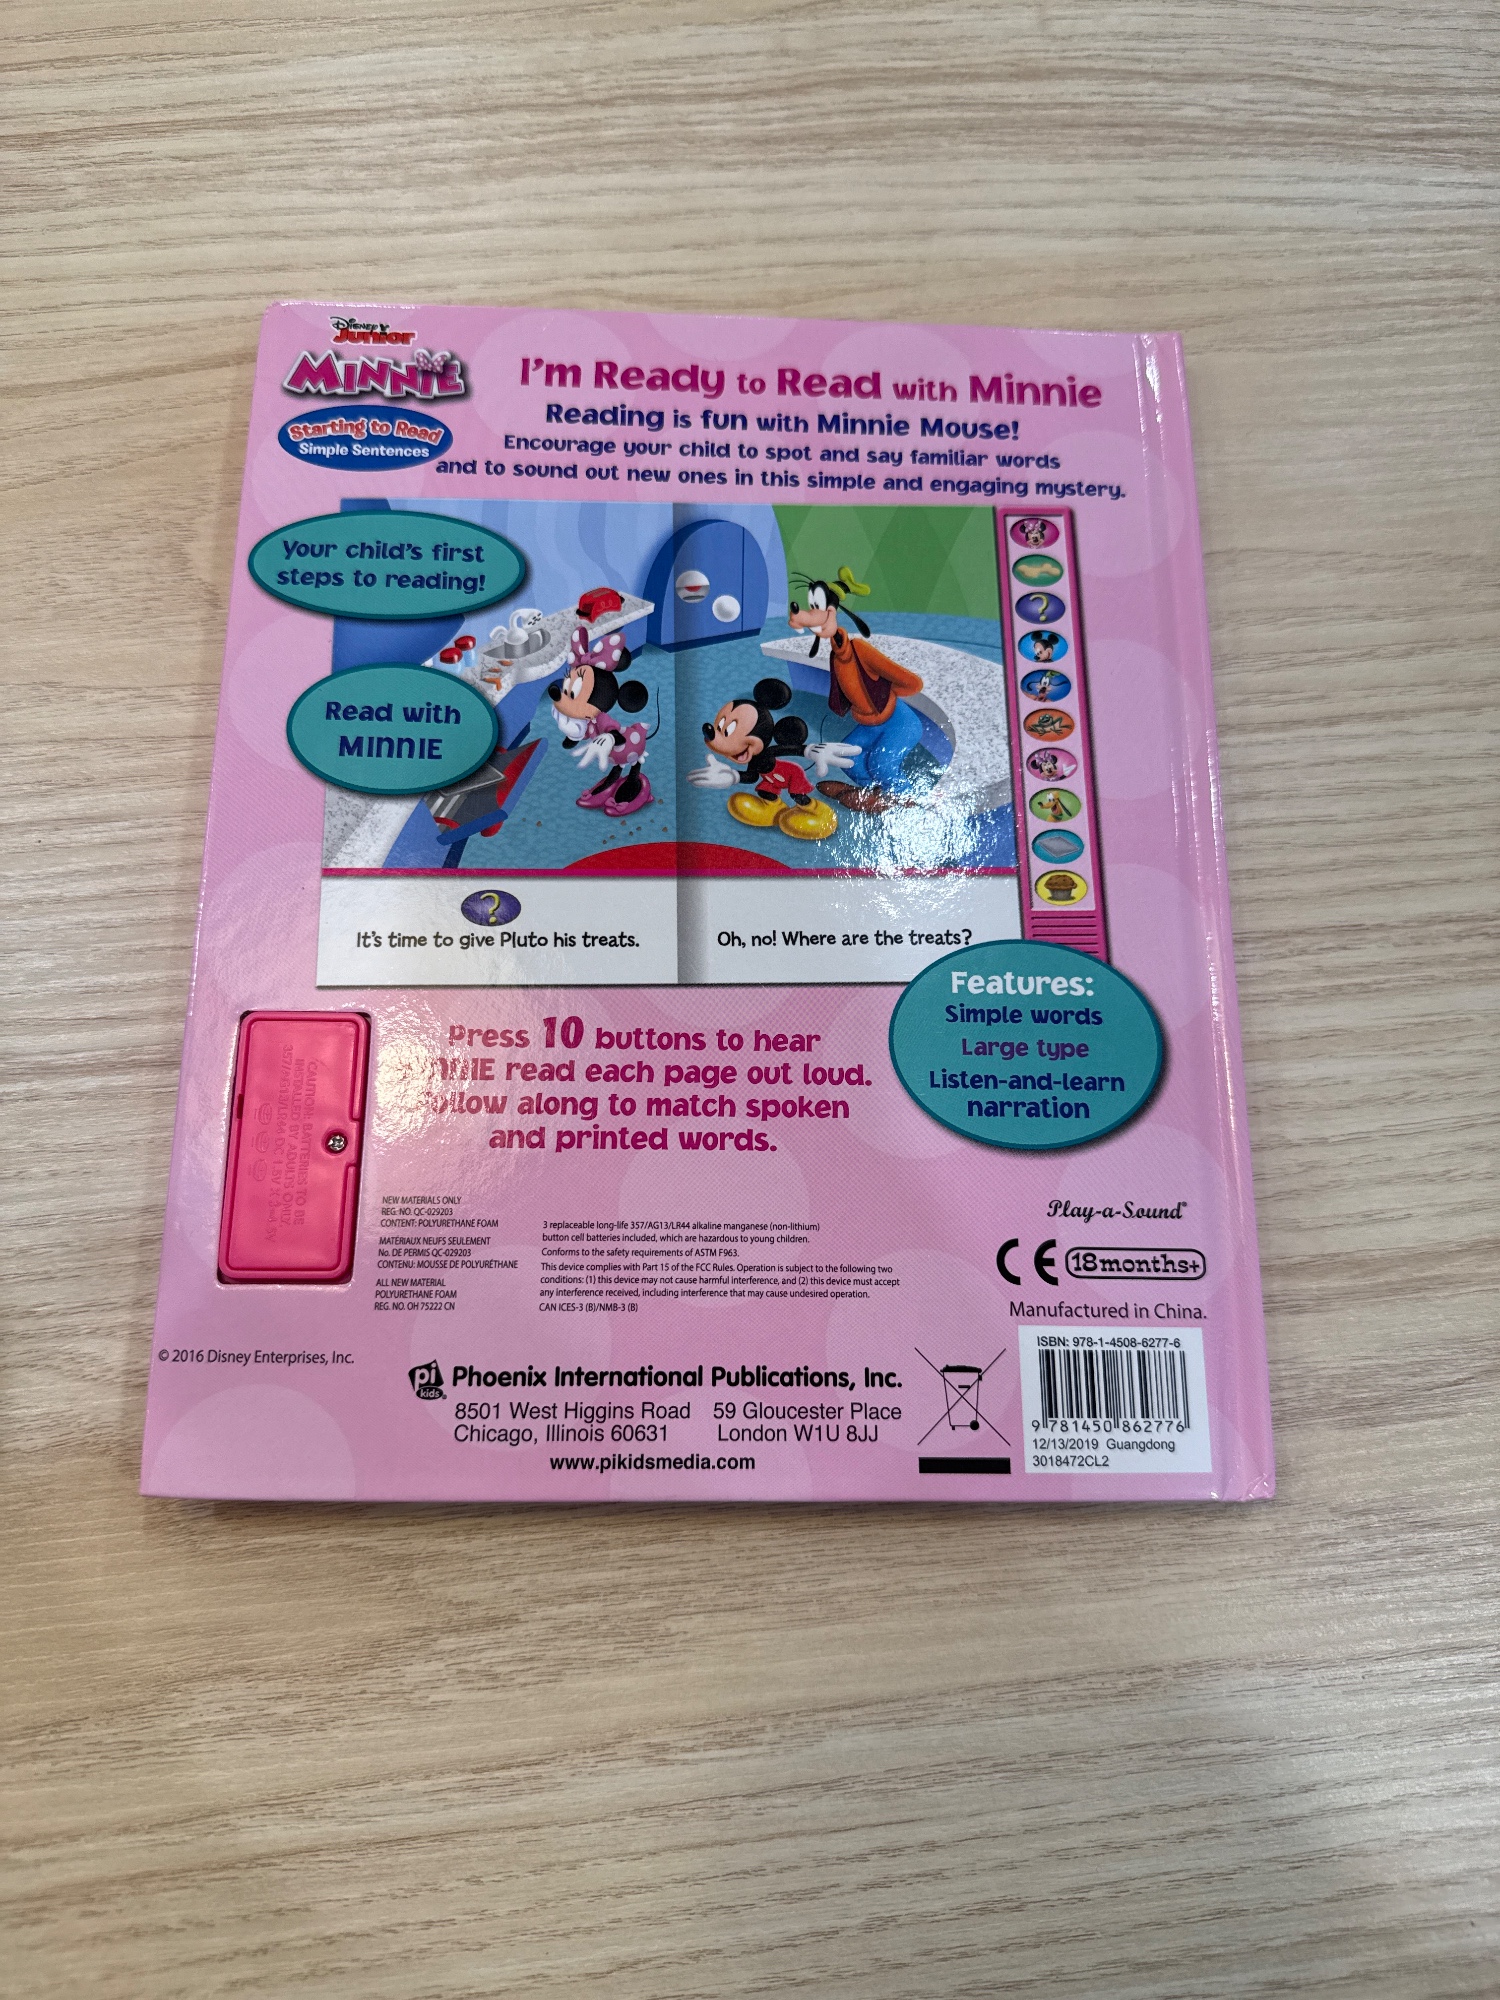 Disney
Junior
MINNIE
Starting to Read
Simple Sentences
I'm Ready to Read with Minnie
Reading is fun with Minnie Mouse!
Encourage your child to spot and say familiar words
and to sound out new ones in this simple and engaging mystery.
Your child's first
steps to reading!
Read with
MINNIE
?
?
It's time to give Pluto his treats.
Oh, no! Where are the treats?
Features:
Simple words
Large type
Listen-and-learn
narration
Press 10 buttons to hear
MINNIE read each page out loud.
Follow along to match spoken
and printed words.
CAUTION: BATTERIES TO BE
INSTALLED BY ADULTS ONLY.
NEW MATERIALS ONLY
REG. NO. QC-029203
CONTENT: POLYURETHANE FOAM
MATÉRIAUX NEUFS SEULEMENT
No. DE PERMIS QC-029203
CONTENU: MOUSSE DE POLYURÉTHANE
ALL NEW MATERIAL
POLYURETHANE FOAM
REG. NO. OH 75222 CN
3 replaceable long-life 357/AG13/LR44 alkaline manganese (non-lithium)
button cell batteries included, which are hazardous to young children.
Conforms to the safety requirements of ASTM F963.
This device complies with Part 15 of the FCC Rules. Operation is subject to the following two
conditions: (1) this device may not cause harmful interference, and (2) this device must accept
any interference received, including interference that may cause undesired operation.
CAN ICES-3 (B)/NMB-3 (B)
Play-a-Sound®
CE 18 months+
Manufactured in China.
© 2016 Disney Enterprises, Inc.
pi kids
Phoenix International Publications, Inc.
8501 West Higgins Road 59 Gloucester Place
Chicago, Illinois 60631 London W1U 8JJ
www.pikidsmedia.com
ISBN: 978-1-4508-6277-6
9 781450 862776
12/13/2019 Guangdong
3018472CL2